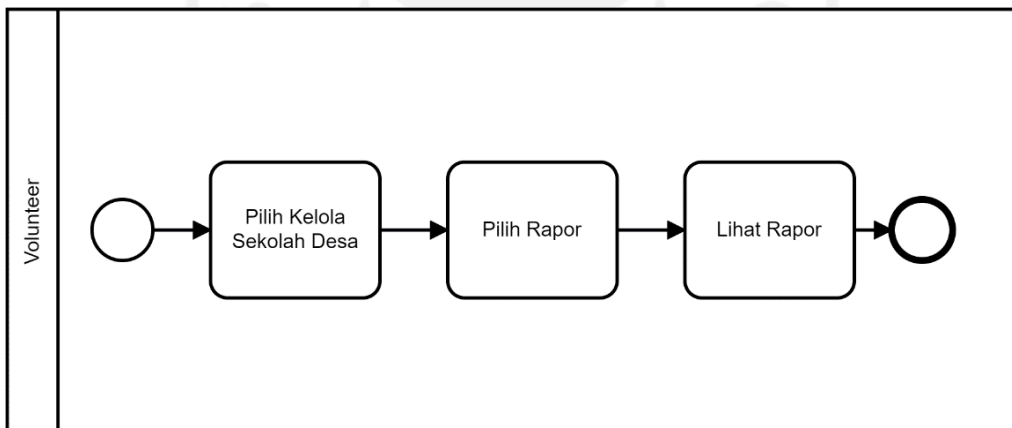 Volunteer
Pilih Kelola
Sekolah Desa
Pilih Rapor
Lihat Rapor